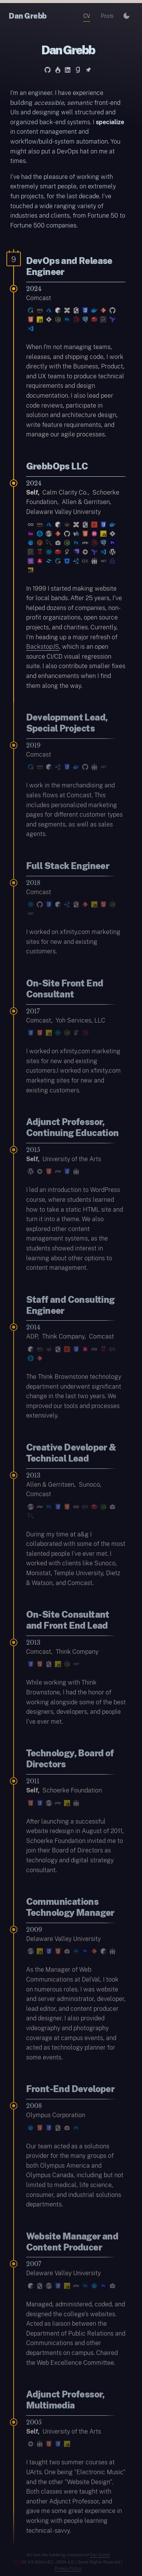 Dan Grebb
CV
Posts
Dan Grebb
I'm an engineer. I have experience
building accessible, semantic front-end
UIs and designing well structured and
organized back-end systems. I specialize
in content management and
workflow/build-system automation. You
might also put a DevOps hat on me at
times.
I've had the pleasure of working with
extremely smart people, on extremely
fun projects, for the last decade. I've
touched a wide ranging variety of
industries and clients, from Fortune 50 to
Fortune 500 companies.
9
DevOps and Release
Engineer
2024
Comcast
When I'm not managing teams,
releases, and shipping code, I work
directly with the Business, Product,
and UX teams to produce technical
requirements and design
documentation. I also lead peer
code reviews, participate in
solution and architecture design,
write feature requirements, and
manage our agile processes.
GrebbOps LLC
2024
Self, Calm Clarity Co., Schoerke
Foundation, Allen & Gerritsen,
Delaware Valley University
In 1999 I started making websites
for local bands. After 25 years, I've
helped dozens of companies, non-
profit organizations, open source
projects, and charities. Currently,
I'm heading up a major refresh of
BackstopJS, which is an open
source CI/CD visual regression
suite. I also contribute smaller fixes
and enhancements when I find
them along the way.
Development Lead,
Special Projects
2019
Comcast
I work in the merchandising and
sales flows at Comcast. This
includes personalized marketing
pages for different customer types
and segments, as well as sales
agents.
Full Stack Engineer
2018
Comcast
I worked on xfinity.com marketing
sites for new and existing
customers.
On-Site Front End
Consultant
2017
Comcast, Yoh Services, LLC
I worked on xfinity.com marketing
sites for new and existing
customers.I worked on xfinity.com
marketing sites for new and
existing customers.
Adjunct Professor,
Continuing Education
2015
Self, University of the Arts
I led an introduction to WordPress
course, where students learned
how to take a static HTML site and
turn it into a theme. We also
explored other content
management systems, as the
students showed interest in
learning about other options to
content management.
Staff and Consulting
Engineer
2014
ADP, Think Company, Comcast
The Think Brownstone technology
department underwent significant
change in the last two years. We
improved our tools and processes
extensively.
Creative Developer &
Technical Lead
2013
Allen & Gerritsen, Sunoco,
Comcast
During my time at a&g I
collaborated with some of the most
talented people I've ever met. I
worked with clients like Sunoco,
Monistat, Temple University, Dietz
& Watson, and Comcast.
On-Site Consultant
and Front End Lead
2013
Comcast, Think Company
While working with Think
Brownstone, I had the honor of
working alongside some of the best
designers, developers, and people
I've ever met.
Technology, Board of
Directors
2011
Self, Schoerke Foundation
After launching a successful
website redesign in August of 2011,
Schoerke Foundation invited me to
join their Board of Directors as
technology and digital strategy
consultant.
Communications
Technology Manager
2009
Delaware Valley University
As the Manager of Web
Communications at DelVal, I took
on numerous roles. I was website
and server administrator, developer,
lead editor, and content producer
and designer. I also provided
videography and photography
coverage at campus events, and
acted as technology planner for
some events.
Front-End Developer
2008
Olympus Corporation
Our team acted as a solutions
provider for the many groups of
both Olympus America and
Olympus Canada, including but not
limited to medical, life science,
consumer, and industrial solutions
departments.
Website Manager and
Content Producer
2007
Delaware Valley University
Managed, administered, coded, and
designed the college's websites.
Acted as liaison between the
Department of Public Relations and
Communications and other
departments on campus. Chaired
the Web Excellence Committee.
Adjunct Professor,
Multimedia
2005
Self, University of the Arts
I taught two summer courses at
UArts. One being "Electronic Music"
and the other "Website Design".
Both classes were taught with
another Adjunct Professor, and
gave me some great experience in
working with people learning
technical-savvy.